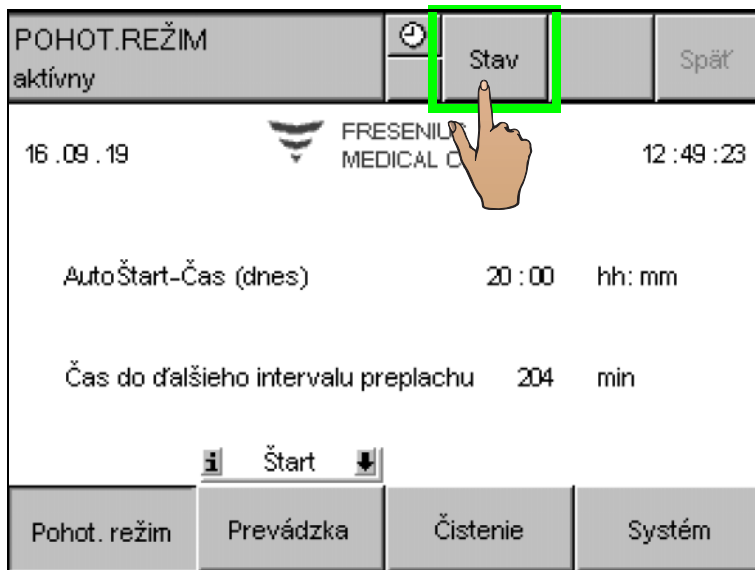 POHOT.REŽIM
aktívny
Stav
Späť
16 .09 .19
FRESENIUS
MEDICAL C
12 :49 :23
AutoŠtart-Čas (dnes)
20 : 00
hh: mm
Čas do ďalšieho intervalu preplachu
204
min
i Štart
Pohot. režim
Prevádzka
Čistenie
Systém